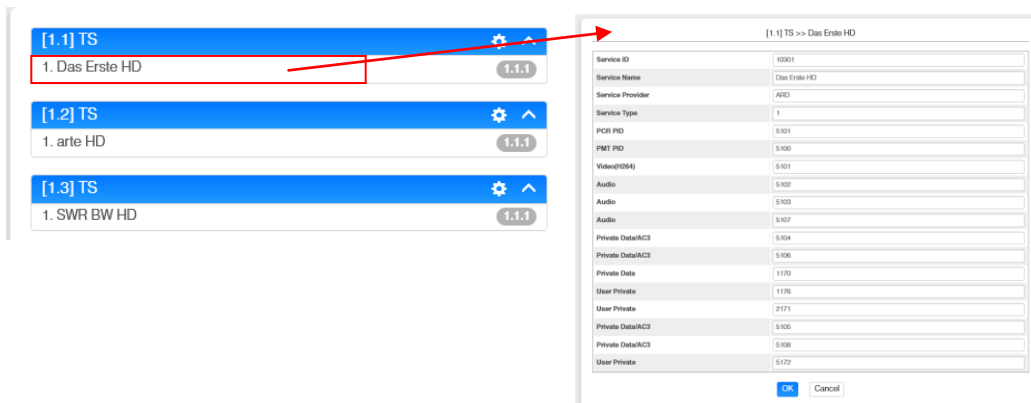 [1.1] TS
1. Das Erste HD
1.1.1
[1.2] TS
1. arte HD
1.1.1
[1.3] TS
1. SWR BW HD
1.1.1
[1.1] TS >> Das Erste HD
Service ID 10301
Service Name Das Erste HD
Service Provider ARD
Service Type 1
PCR PID 5101
PMT PID 5100
Video(H264) 5101
Audio 5102
Audio 5103
Audio 5107
Private Data/AC3 5104
Private Data/AC3 5106
Private Data 1170
User Private 1176
User Private 2171
Private Data/AC3 5105
Private Data/AC3 5108
User Private 5172
OK Cancel